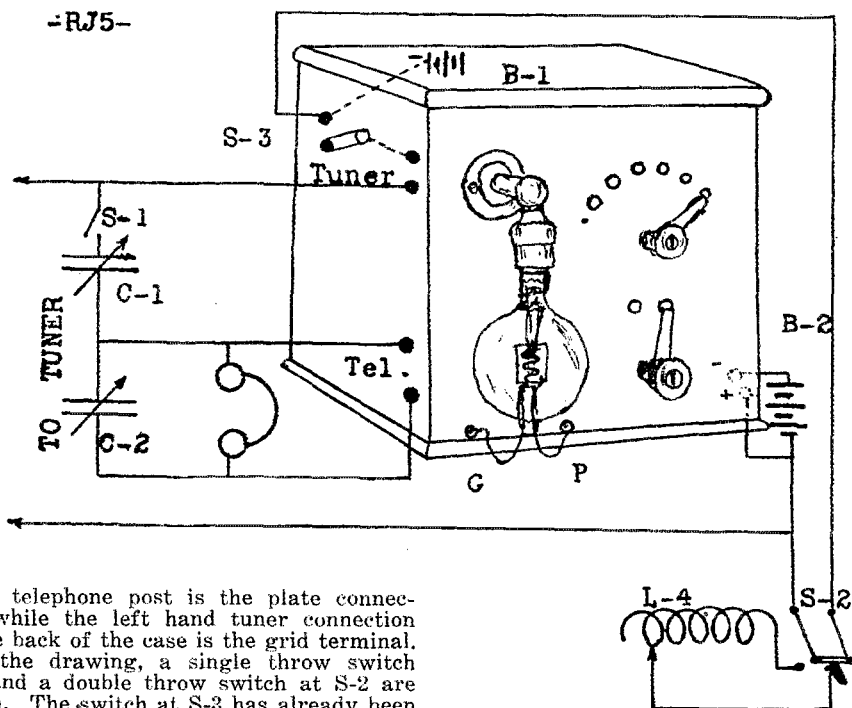 -RJ5-
B-1
S-3
Tuner
S-1
C-1
B-2
TO TUNER
Tel.
-
+
C-2
G
P
L-4
S-2
telephone post is the plate connec-
while the left hand tuner connection
back of the case is the grid terminal.
the drawing, a single throw switch
and a double throw switch at S-2 are
The switch at S-3 has already been